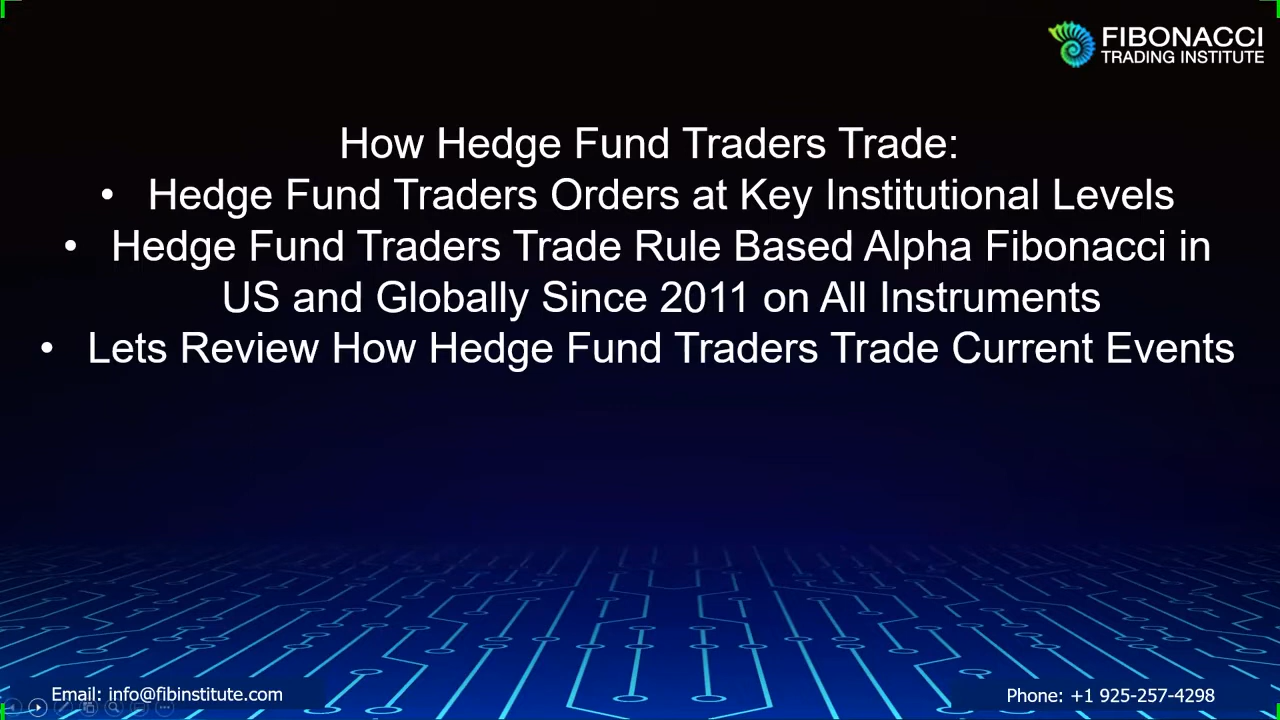 FIBONACCI
TRADING INSTITUTE
How Hedge Fund Traders Trade:
• Hedge Fund Traders Orders at Key Institutional Levels
• Hedge Fund Traders Trade Rule Based Alpha Fibonacci in
US and Globally Since 2011 on All Instruments
• Lets Review How Hedge Fund Traders Trade Current Events
Email: info@fibinstitute.com
Phone: +1 925-257-4298